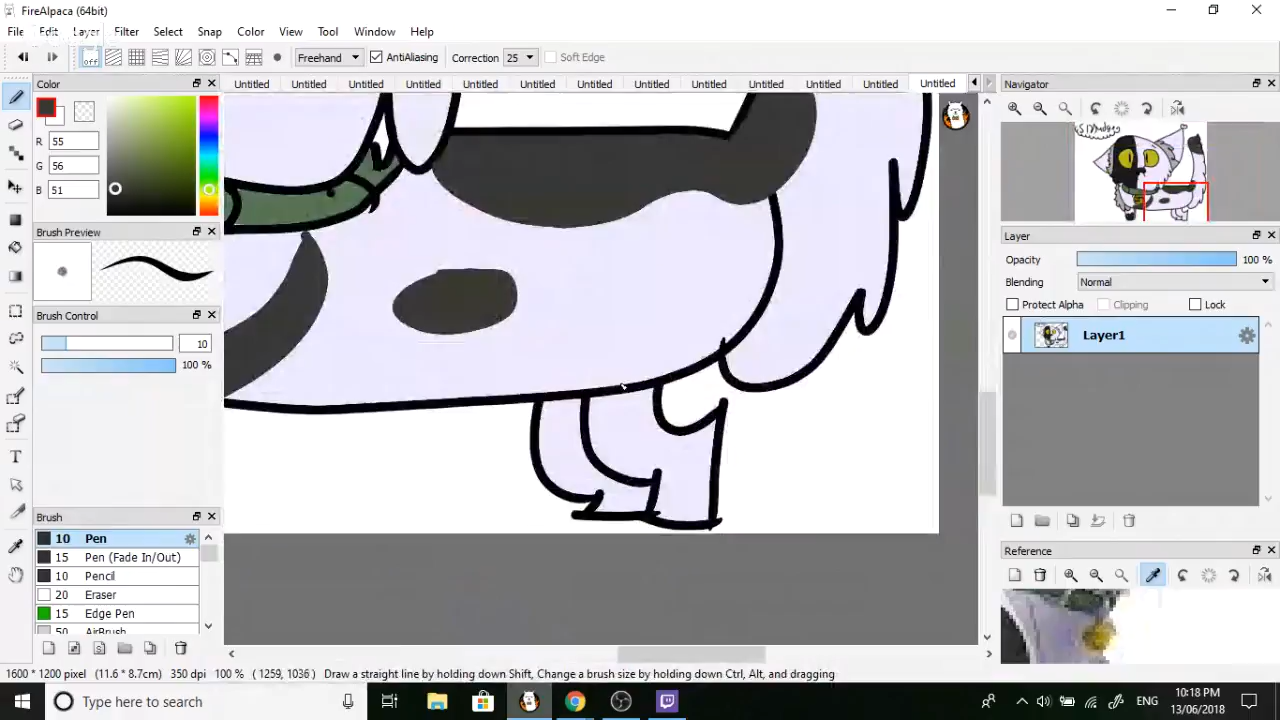 FireAlpaca (64bit)
File Edit Layer Filter Select Snap Color View Tool Window Help
off Freehand AntiAliasing Correction 25 Soft Edge
Color
Untitled Untitled Untitled Untitled Untitled Untitled Untitled Untitled Untitled Untitled Untitled Untitled Untitled
Navigator
R 55
G 56
B 51
Brush Preview
Layer
Opacity 100 %
Blending Normal
Protect Alpha Clipping Lock
Brush Control
Layer1
10
100 %
Brush
10 Pen
15 Pen (Fade In/Out)
10 Pencil
20 Eraser
15 Edge Pen
50 AirBrush
Reference
1600 * 1200 pixel (11.6 * 8.7cm) 350 dpi 100 % ( 1259, 1036 ) Draw a straight line by holding down Shift, Change a brush size by holding down Ctrl, Alt, and dragging
Type here to search
ENG
10:18 PM
13/06/2018